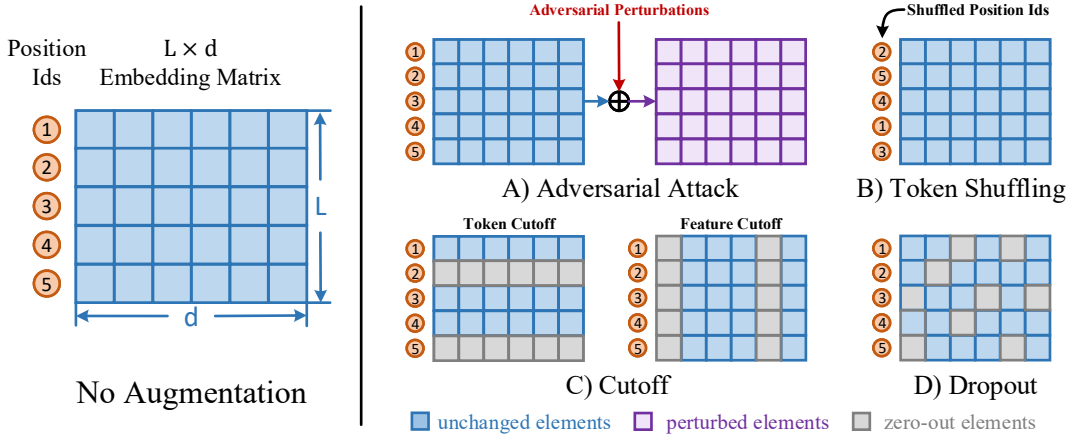 Position
Ids
L × d
Embedding Matrix
1
2
3
4
5
L
d
No Augmentation
Adversarial Perturbations
1
2
3
4
5
A) Adversarial Attack
Shuffled Position Ids
2
5
4
1
3
B) Token Shuffling
Token Cutoff
1
2
3
4
5
Feature Cutoff
1
2
3
4
5
C) Cutoff
1
2
3
4
5
D) Dropout
unchanged elements
perturbed elements
zero-out elements